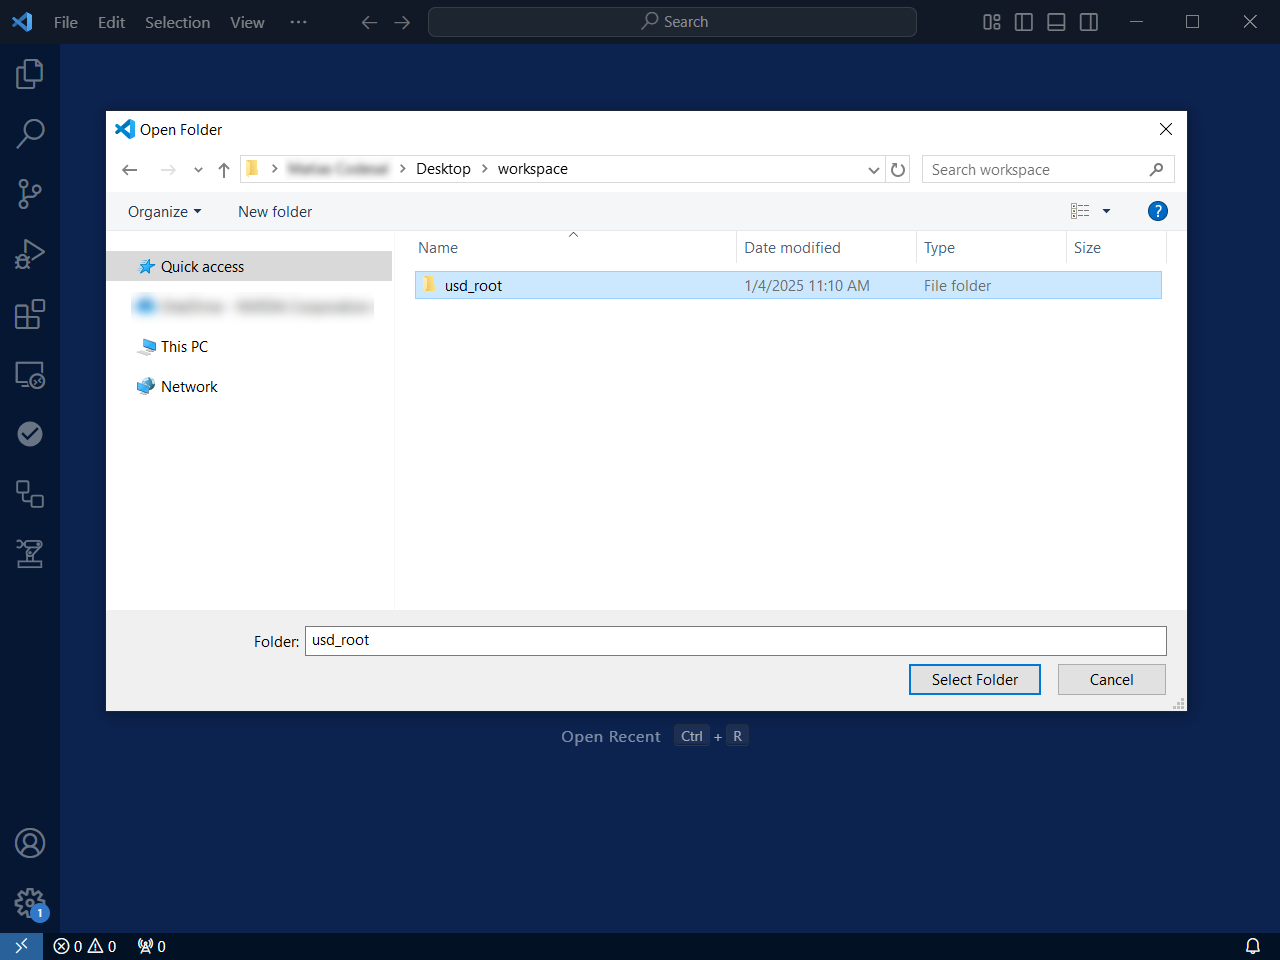 File Edit Selection View ··· Search
Open Folder
Desktop > workspace Search workspace
Organize New folder ?
Name Date modified Type Size
Quick access
usd_root 1/4/2025 11:10 AM File folder
This PC
Network
Folder: usd_root
Select Folder Cancel
Open Recent Ctrl + R
1
0 0 0